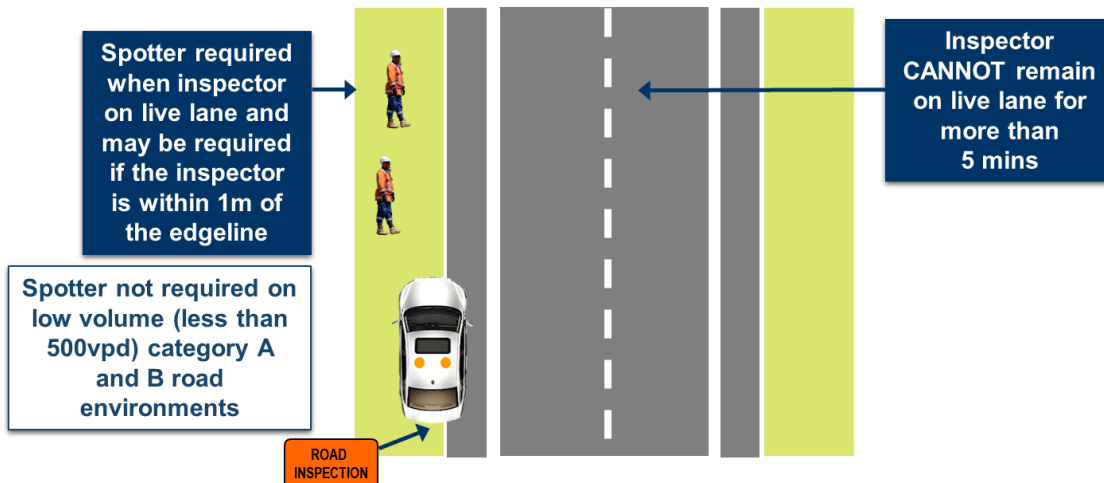 Spotter required
when inspector
on live lane and
may be required
if the inspector
is within 1m of
the edgeline
Spotter not required on
low volume (less than
500vpd) category A
and B road
environments
ROAD
INSPECTION
Inspector
CANNOT remain
on live lane for
more than
5 mins